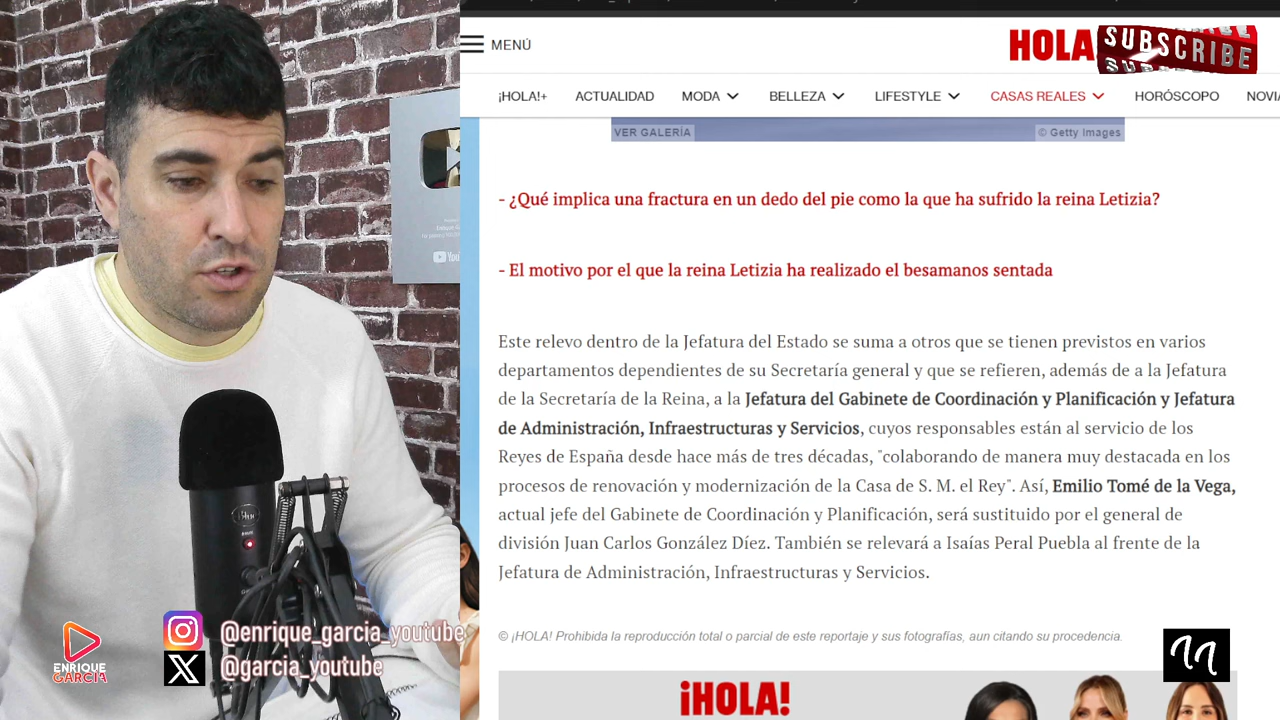 MENÚ
HOLA!
SUBSCRIBE
¡HOLA!+ ACTUALIDAD MODA BELLEZA LIFESTYLE CASAS REALES HORÓSCOPO NOVIA
VER GALERÍA
© Getty Images
- ¿Qué implica una fractura en un dedo del pie como la que ha sufrido la reina Letizia?
- El motivo por el que la reina Letizia ha realizado el besamanos sentada
Este relevo dentro de la Jefatura del Estado se suma a otros que se tienen previstos en varios
departamentos dependientes de su Secretaría general y que se refieren, además de a la Jefatura
de la Secretaría de la Reina, a la Jefatura del Gabinete de Coordinación y Planificación y Jefatura
de Administración, Infraestructuras y Servicios, cuyos responsables están al servicio de los
Reyes de España desde hace más de tres décadas, "colaborando de manera muy destacada en los
procesos de renovación y modernización de la Casa de S. M. el Rey". Así, Emilio Tomé de la Vega,
actual jefe del Gabinete de Coordinación y Planificación, será sustituido por el general de
división Juan Carlos González Díez. También se relevará a Isaías Peral Puebla al frente de la
Jefatura de Administración, Infraestructuras y Servicios.
© ¡HOLA! Prohibida la reproducción total o parcial de este reportaje y sus fotografías, aun citando su procedencia.
¡HOLA!
Blue
ENRIQUE
GARCIA
@enrique_garcia_youtube
@garcia_youtube